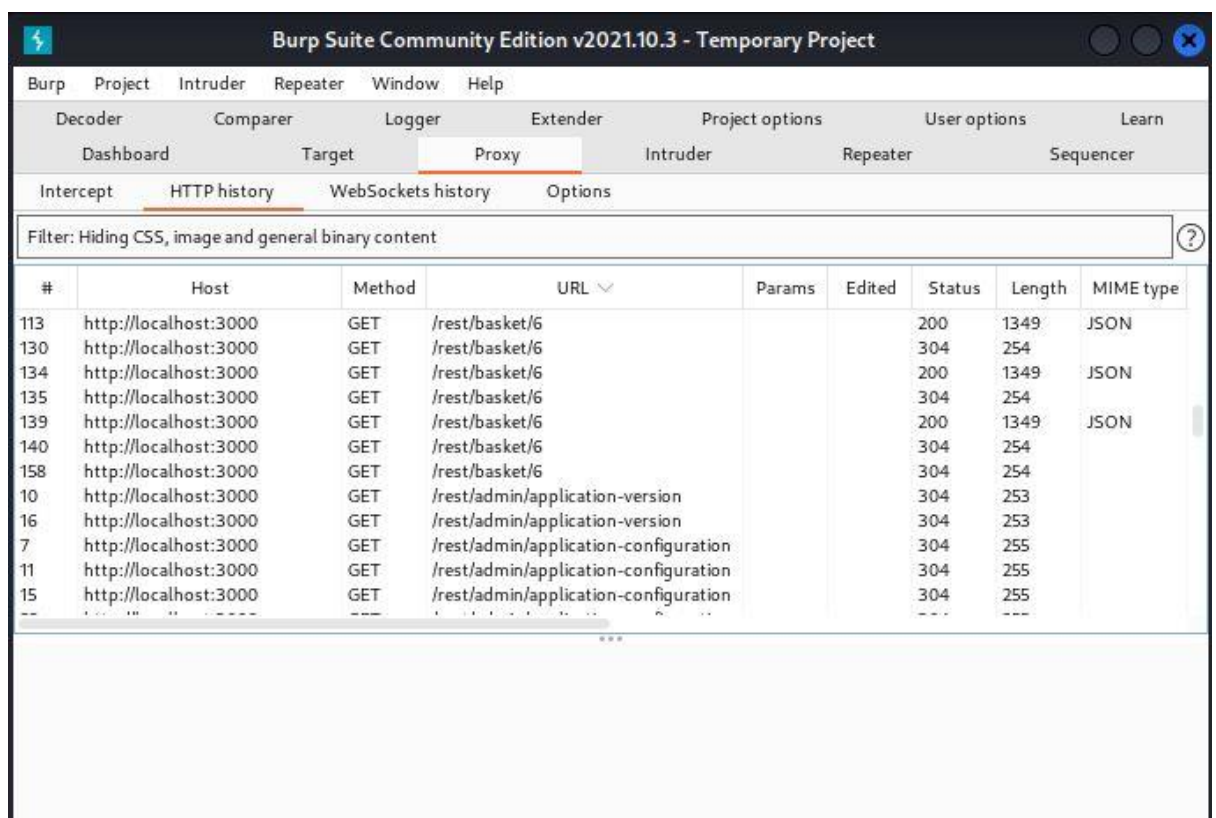 Burp Suite Community Edition v2021.10.3 - Temporary Project
Burp Project Intruder Repeater Window Help
Decoder Comparer Logger Extender Project options User options Learn
Dashboard Target Proxy Intruder Repeater Sequencer
Intercept HTTP history WebSockets history Options
Filter: Hiding CSS, image and general binary content ?
# Host Method URL Params Edited Status Length MIME type
113 http://localhost:3000 GET /rest/basket/6 200 1349 JSON
130 http://localhost:3000 GET /rest/basket/6 304 254
134 http://localhost:3000 GET /rest/basket/6 200 1349 JSON
135 http://localhost:3000 GET /rest/basket/6 304 254
139 http://localhost:3000 GET /rest/basket/6 200 1349 JSON
140 http://localhost:3000 GET /rest/basket/6 304 254
158 http://localhost:3000 GET /rest/basket/6 304 254
10 http://localhost:3000 GET /rest/admin/application-version 304 253
16 http://localhost:3000 GET /rest/admin/application-version 304 253
7 http://localhost:3000 GET /rest/admin/application-configuration 304 255
11 http://localhost:3000 GET /rest/admin/application-configuration 304 255
15 http://localhost:3000 GET /rest/admin/application-configuration 304 255